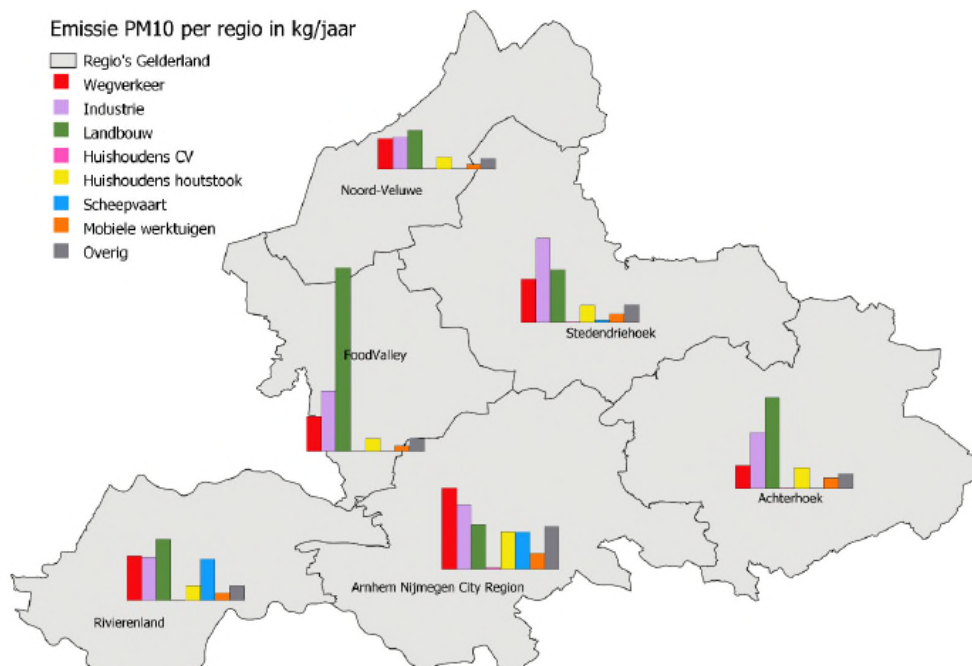 Emissie PM10 per regio in kg/jaar
Regio's Gelderland
Wegverkeer
Industrie
Landbouw
Huishoudens CV
Huishoudens houtstook
Scheepvaart
Mobiele werktuigen
Overig
Noord-Veluwe
Stedendriehoek
FoodValley
Achterhoek
Arnhem Nijmegen City Region
Rivierenland